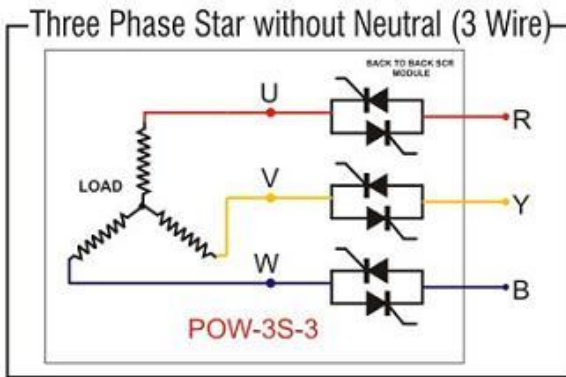 Three Phase Star without Neutral (3 Wire)
BACK TO BACK SCR
MODULE
U
R
LOAD
V
Y
W
B
POW-3S-3